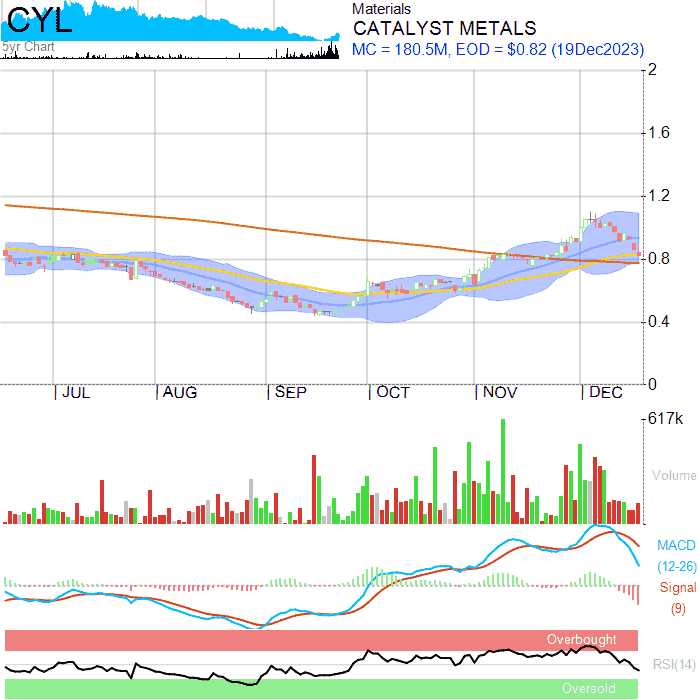 CYL
5yr Chart
Materials
CATALYST METALS
MC = 180.5M, EOD = $0.82 (19Dec2023)
2
1.6
1.2
0.8
0.4
0
JUL AUG SEP OCT NOV DEC
617k
Volume
MACD
(12-26)
Signal
(9)
Overbought
RSI(14)
Oversold